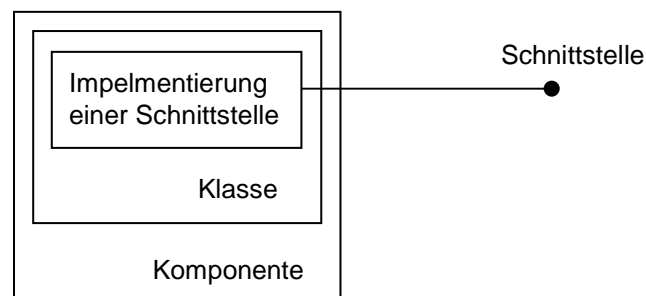 Schnittstelle
Impelmentierung
einer Schnittstelle
Klasse
Komponente